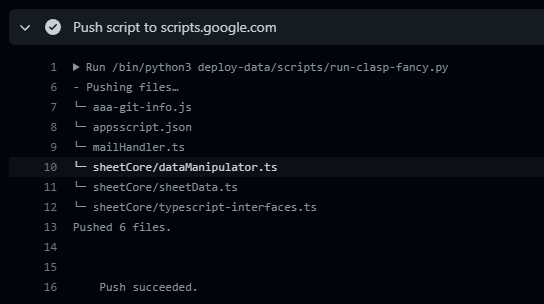 Push script to scripts.google.com
1 ▶ Run /bin/python3 deploy-data/scripts/run-clasp-fancy.py
6 - Pushing files…
7 └─ aaa-git-info.js
8 └─ appsscript.json
9 └─ mailHandler.ts
10 └─ sheetCore/dataManipulator.ts
11 └─ sheetCore/sheetData.ts
12 └─ sheetCore/typescript-interfaces.ts
13 Pushed 6 files.
14
15
16 Push succeeded.